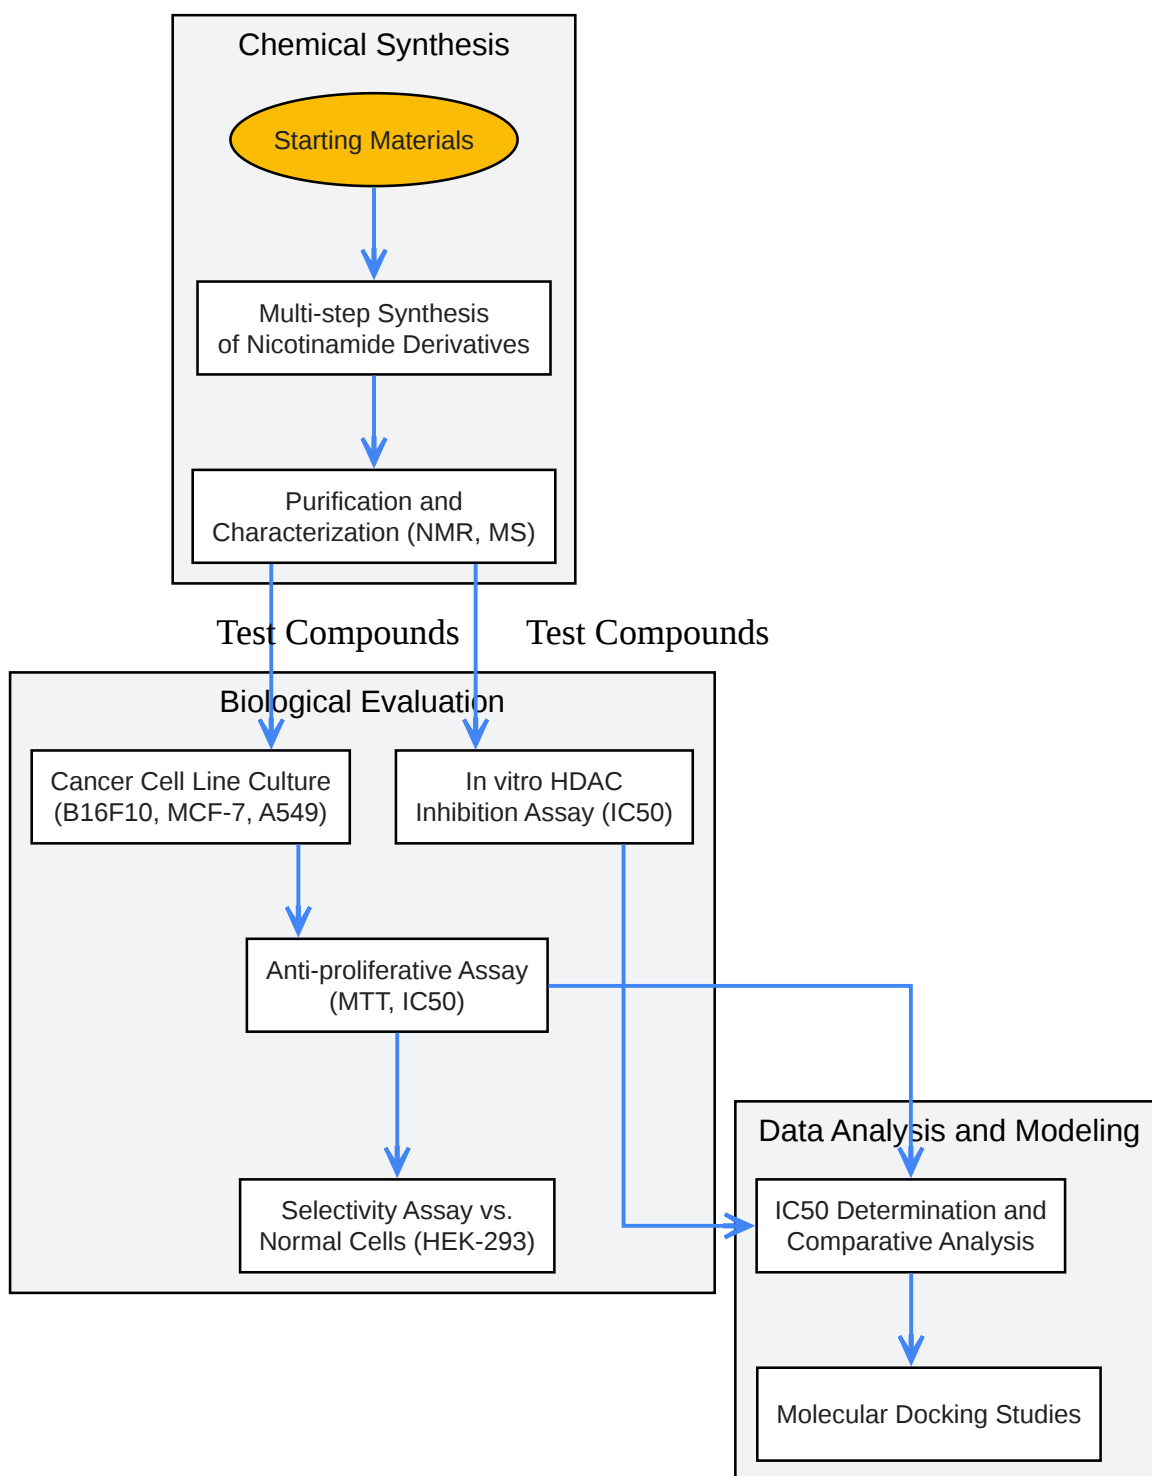 Chemical Synthesis
Starting Materials
Multi-step Synthesis
of Nicotinamide Derivatives
Purification and
Characterization (NMR, MS)
Test Compounds
Test Compounds
Biological Evaluation
Cancer Cell Line Culture
(B16F10, MCF-7, A549)
In vitro HDAC
Inhibition Assay (IC50)
Anti-proliferative Assay
(MTT, IC50)
Selectivity Assay vs.
Normal Cells (HEK-293)
Data Analysis and Modeling
IC50 Determination and
Comparative Analysis
Molecular Docking Studies